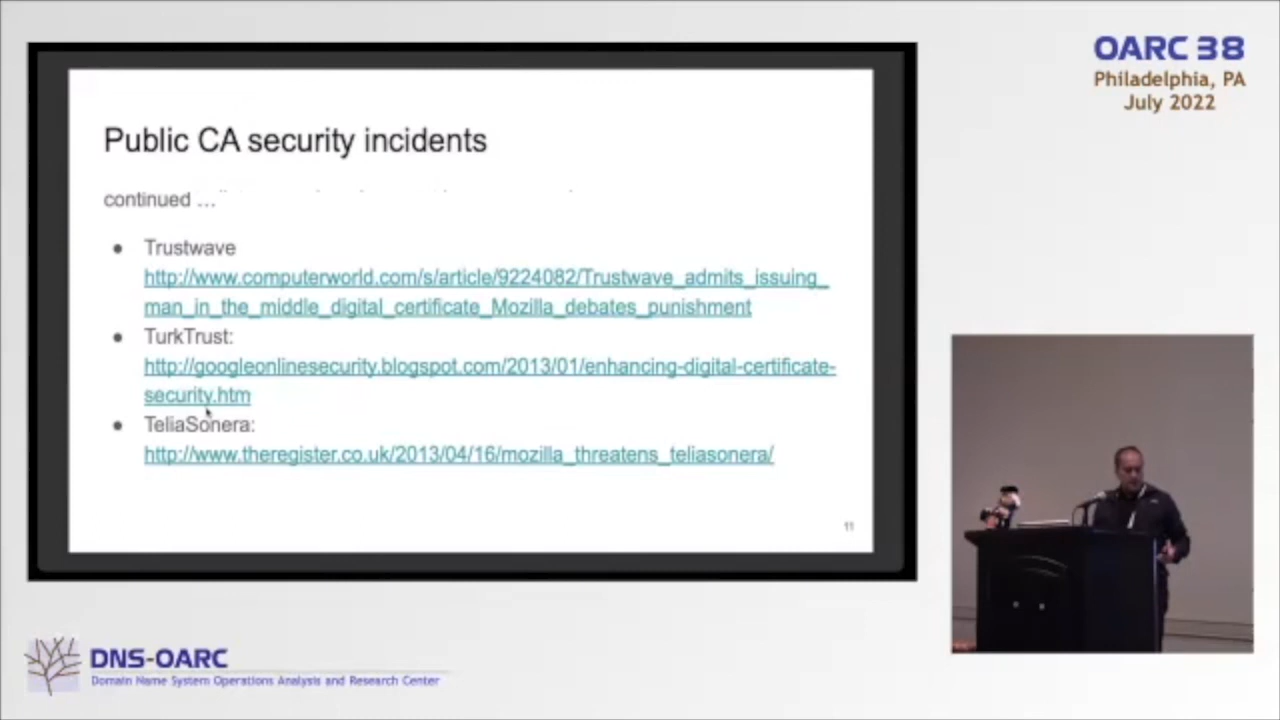 OARC 38
Philadelphia, PA
July 2022
Public CA security incidents
continued …
● Trustwave
http://www.computerworld.com/s/article/9224082/Trustwave_admits_issuing_
man_in_the_middle_digital_certificate_Mozilla_debates_punishment
● TurkTrust:
http://googleonlinesecurity.blogspot.com/2013/01/enhancing-digital-certificate-
security.htm
● TeliaSonera:
http://www.theregister.co.uk/2013/04/16/mozilla_threatens_teliasonera/
11
DNS-OARC
Domain Name System Operations Analysis and Research Center